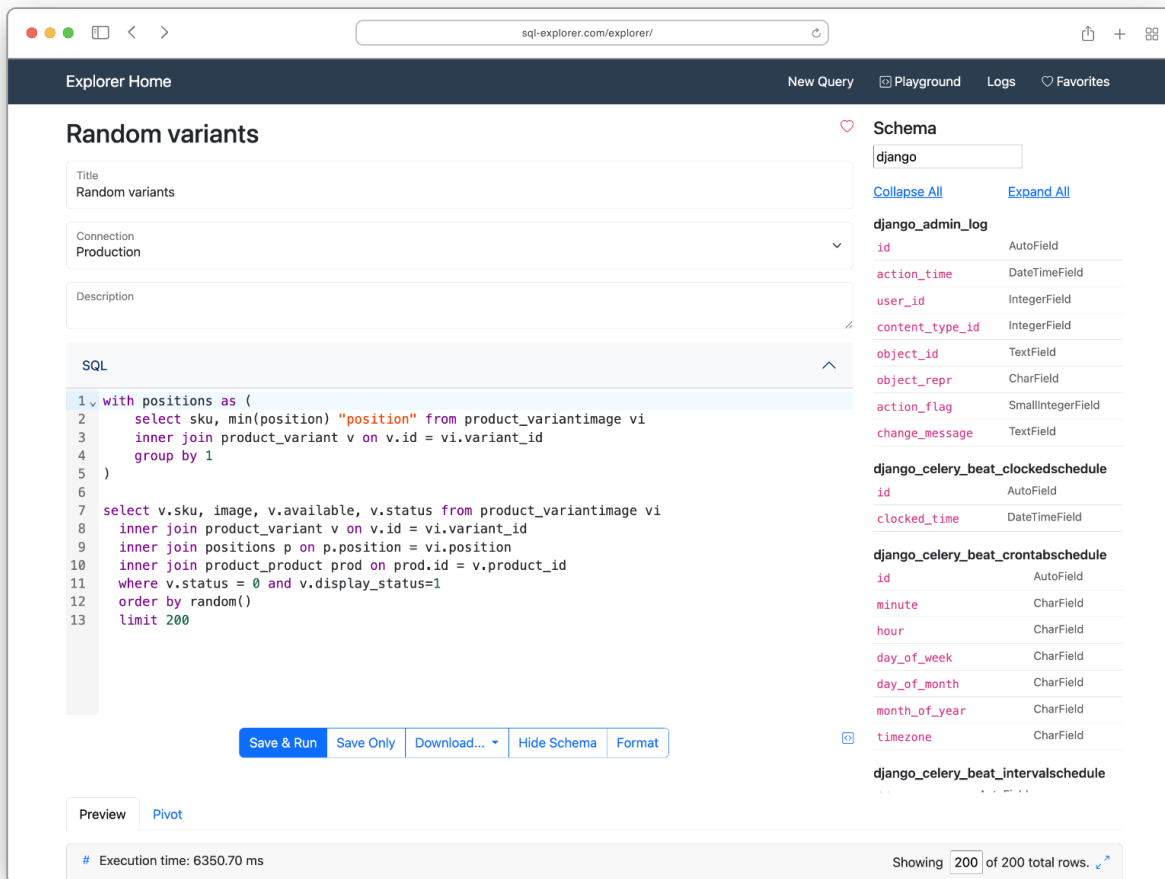 sql-explorer.com/explorer/
Explorer Home
New Query Playground Logs Favorites
Random variants
Title
Random variants
Connection
Production
Description
SQL
1 with positions as (
2 select sku, min(position) "position" from product_variantimage vi
3 inner join product_variant v on v.id = vi.variant_id
4 group by 1
5 )
6
7 select v.sku, image, v.available, v.status from product_variantimage vi
8 inner join product_variant v on v.id = vi.variant_id
9 inner join positions p on p.position = vi.position
10 inner join product_product prod on prod.id = v.product_id
11 where v.status = 0 and v.display_status=1
12 order by random()
13 limit 200
Save & Run Save Only Download... Hide Schema Format
Schema
django
Collapse All Expand All
django_admin_log
id AutoField
action_time DateTimeField
user_id IntegerField
content_type_id IntegerField
object_id TextField
object_repr CharField
action_flag SmallIntegerField
change_message TextField
django_celery_beat_clockedschedule
id AutoField
clocked_time DateTimeField
django_celery_beat_crontabschedule
id AutoField
minute CharField
hour CharField
day_of_week CharField
day_of_month CharField
month_of_year CharField
timezone CharField
django_celery_beat_intervalschedule
Preview Pivot
# Execution time: 6350.70 ms
Showing 200 of 200 total rows.